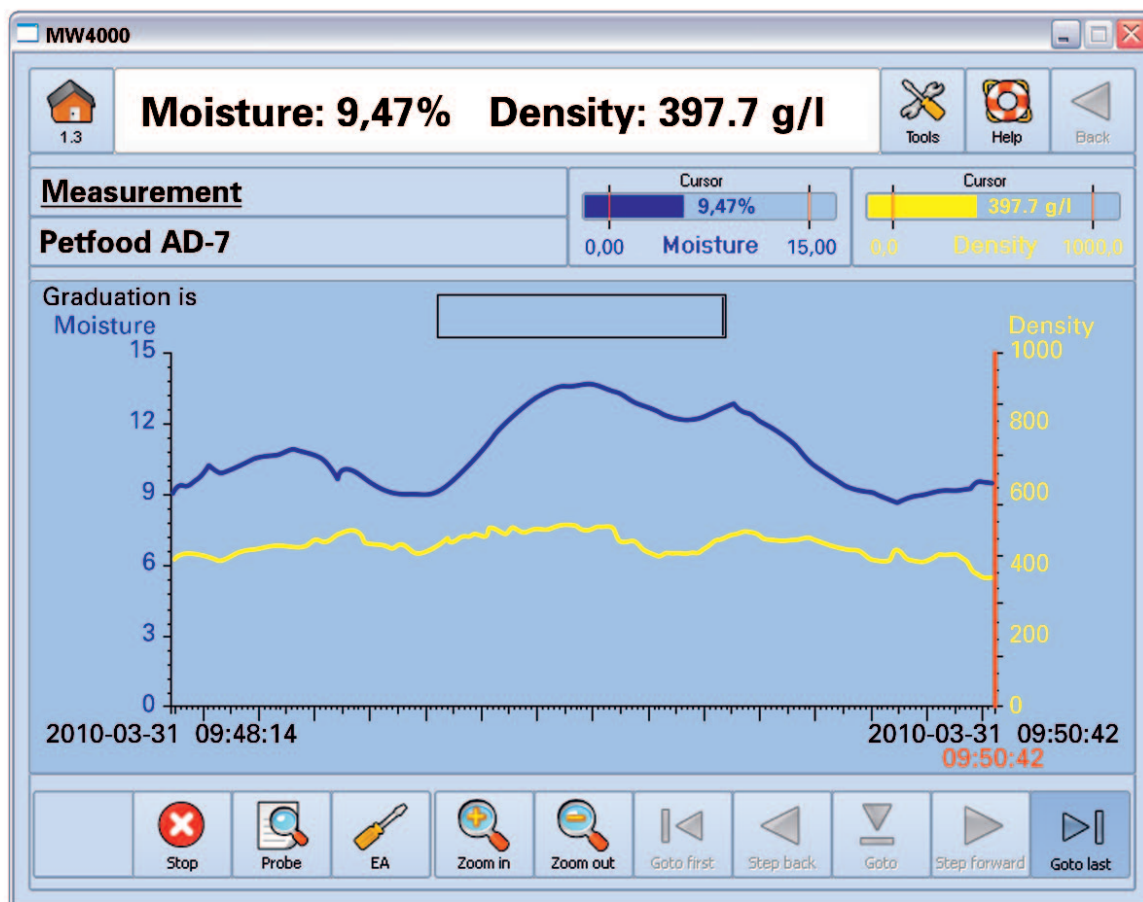 MW4000
1.3
Moisture: 9,47% Density: 397.7 g/l
Tools
Help
Back
Measurement
Petfood AD-7
Cursor
9,47%
0,00 Moisture 15,00
Cursor
397.7 g/l
0,0 Density 1000,0
Graduation is
Moisture
Density
15
12
9
6
3
0
1000
800
600
400
200
0
2010-03-31 09:48:14
2010-03-31 09:50:42
09:50:42
Stop
Probe
EA
Zoom in
Zoom out
Goto first
Step back
Goto
Step forward
Goto last